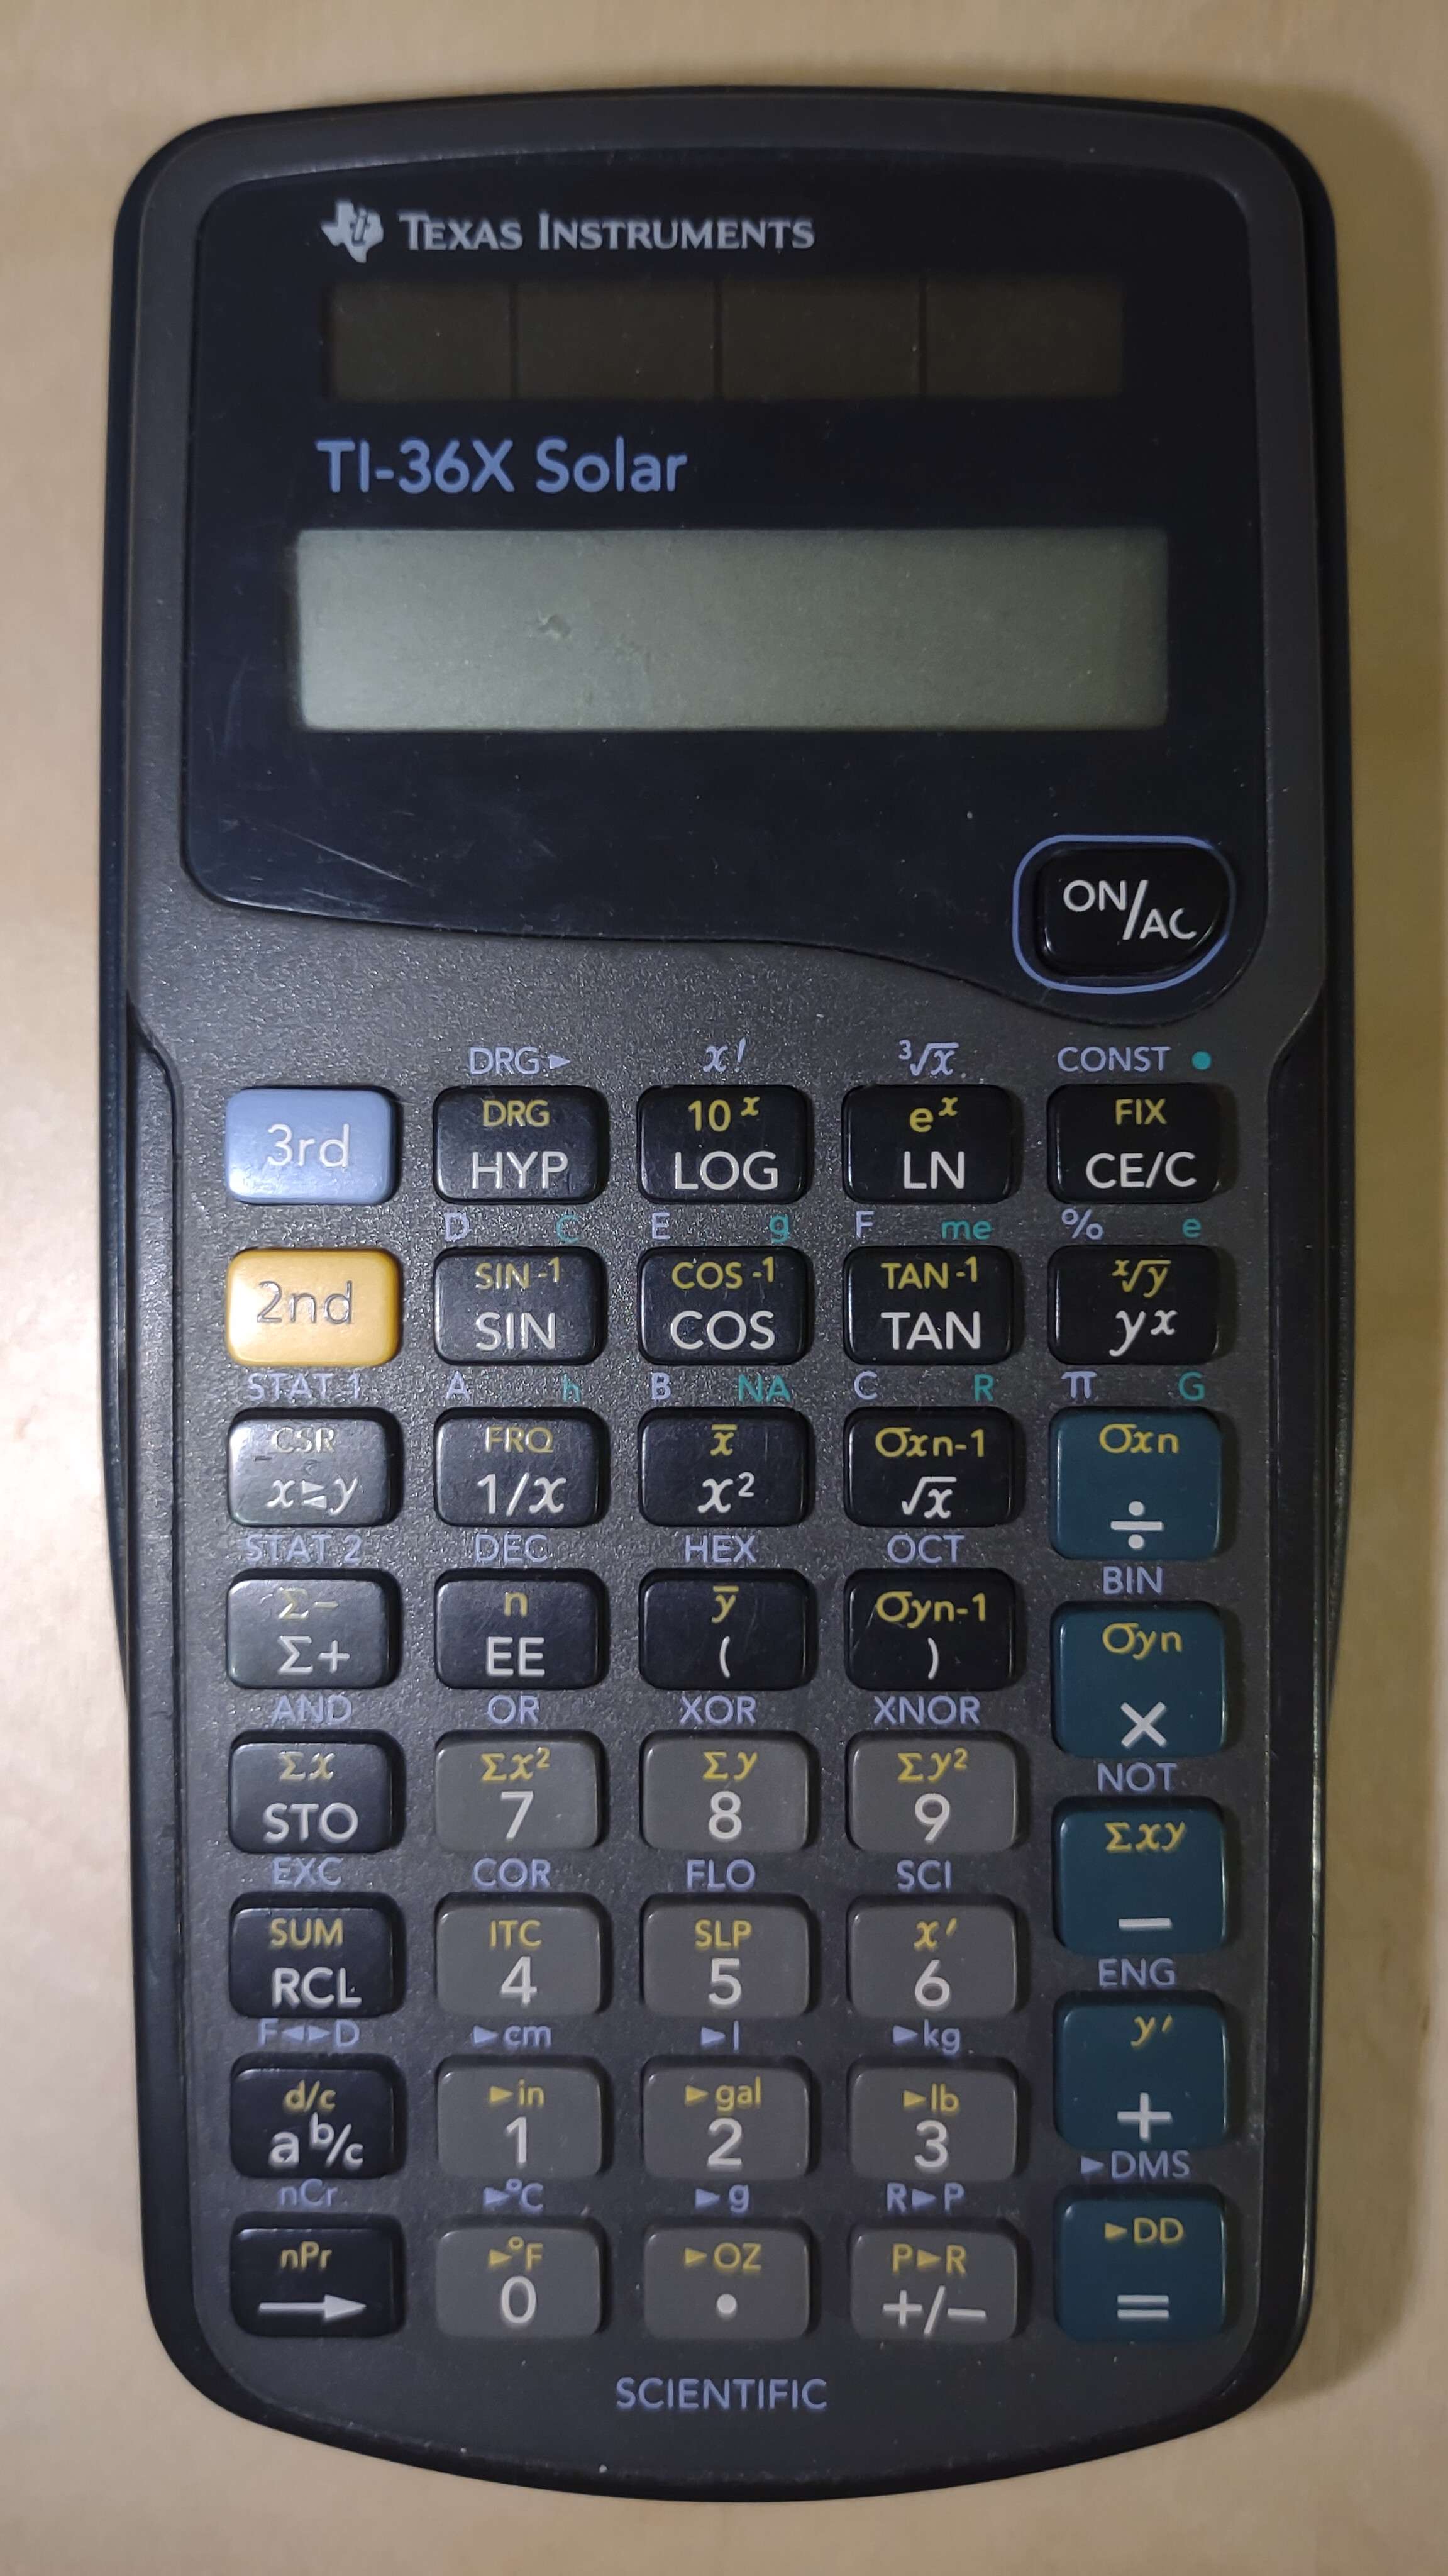 TEXAS INSTRUMENTS
TI-36X Solar
ON/AC
DRG► x! ³√x CONST
3rd
DRG 10ˣ eˣ FIX
HYP LOG LN CE/C
D C E g F me % e
2nd
SIN-1 COS-1 TAN-1 ˣ√y
SIN COS TAN yˣ
STAT 1 A h B NA C R π G
CSR FRQ x̅ σxn-1 σxn
x►◄y 1/x x² √x ÷
STAT 2 DEC HEX OCT BIN
Σ- n y̅ σyn-1 σyn
Σ+ EE ( ) ×
AND OR XOR XNOR NOT
Σx Σx² Σy Σy² Σxy
STO 7 8 9 −
EXC COR FLO SCI ENG
SUM ITC SLP x′ y′
RCL 4 5 6 +
F◄►D ►cm ►l ►kg ►DMS
d/c ►in ►gal ►lb ►DD
a b/c 1 2 3 =
nCr ►°C ►g R►P
nPr ►°F ►OZ P►R
→ 0 . +/−
SCIENTIFIC